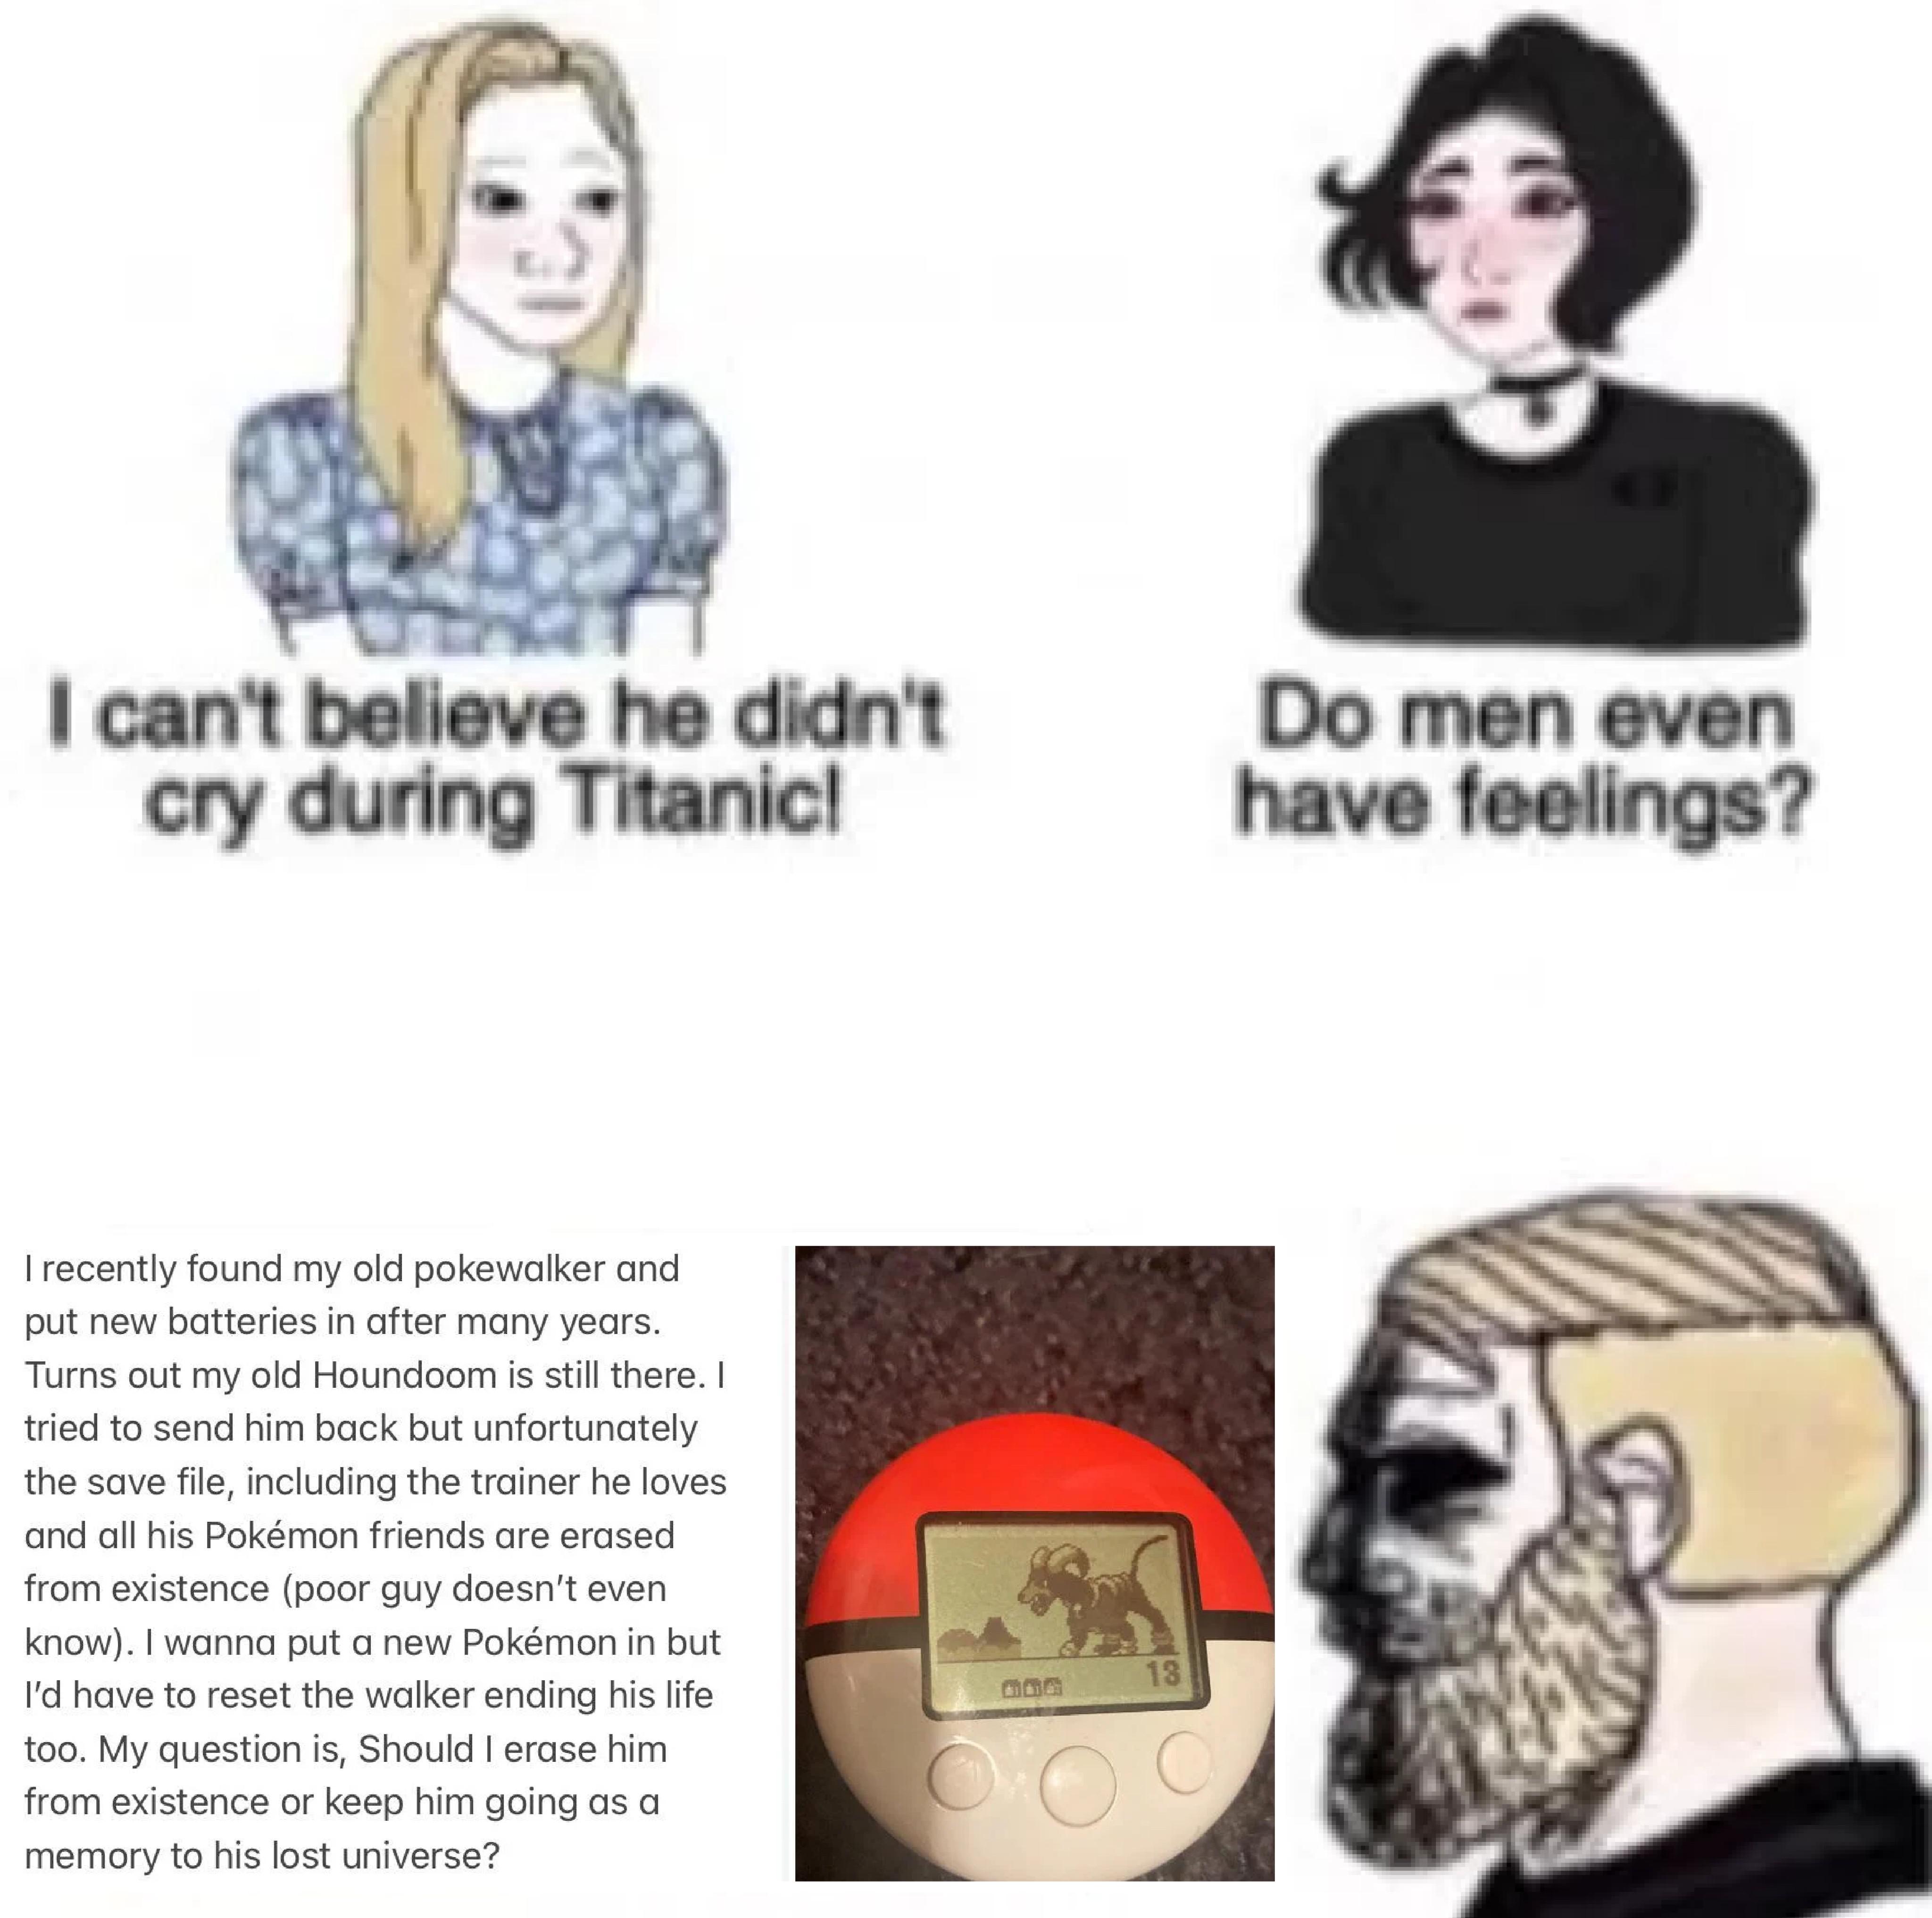 I can't believe he didn't
cry during Titanic!
Do men even
have feelings?
I recently found my old pokewalker and
put new batteries in after many years.
Turns out my old Houndoom is still there. I
tried to send him back but unfortunately
the save file, including the trainer he loves
and all his Pokémon friends are erased
from existence (poor guy doesn’t even
know). I wanna put a new Pokémon in but
I’d have to reset the walker ending his life
too. My question is, Should I erase him
from existence or keep him going as a
memory to his lost universe?
13